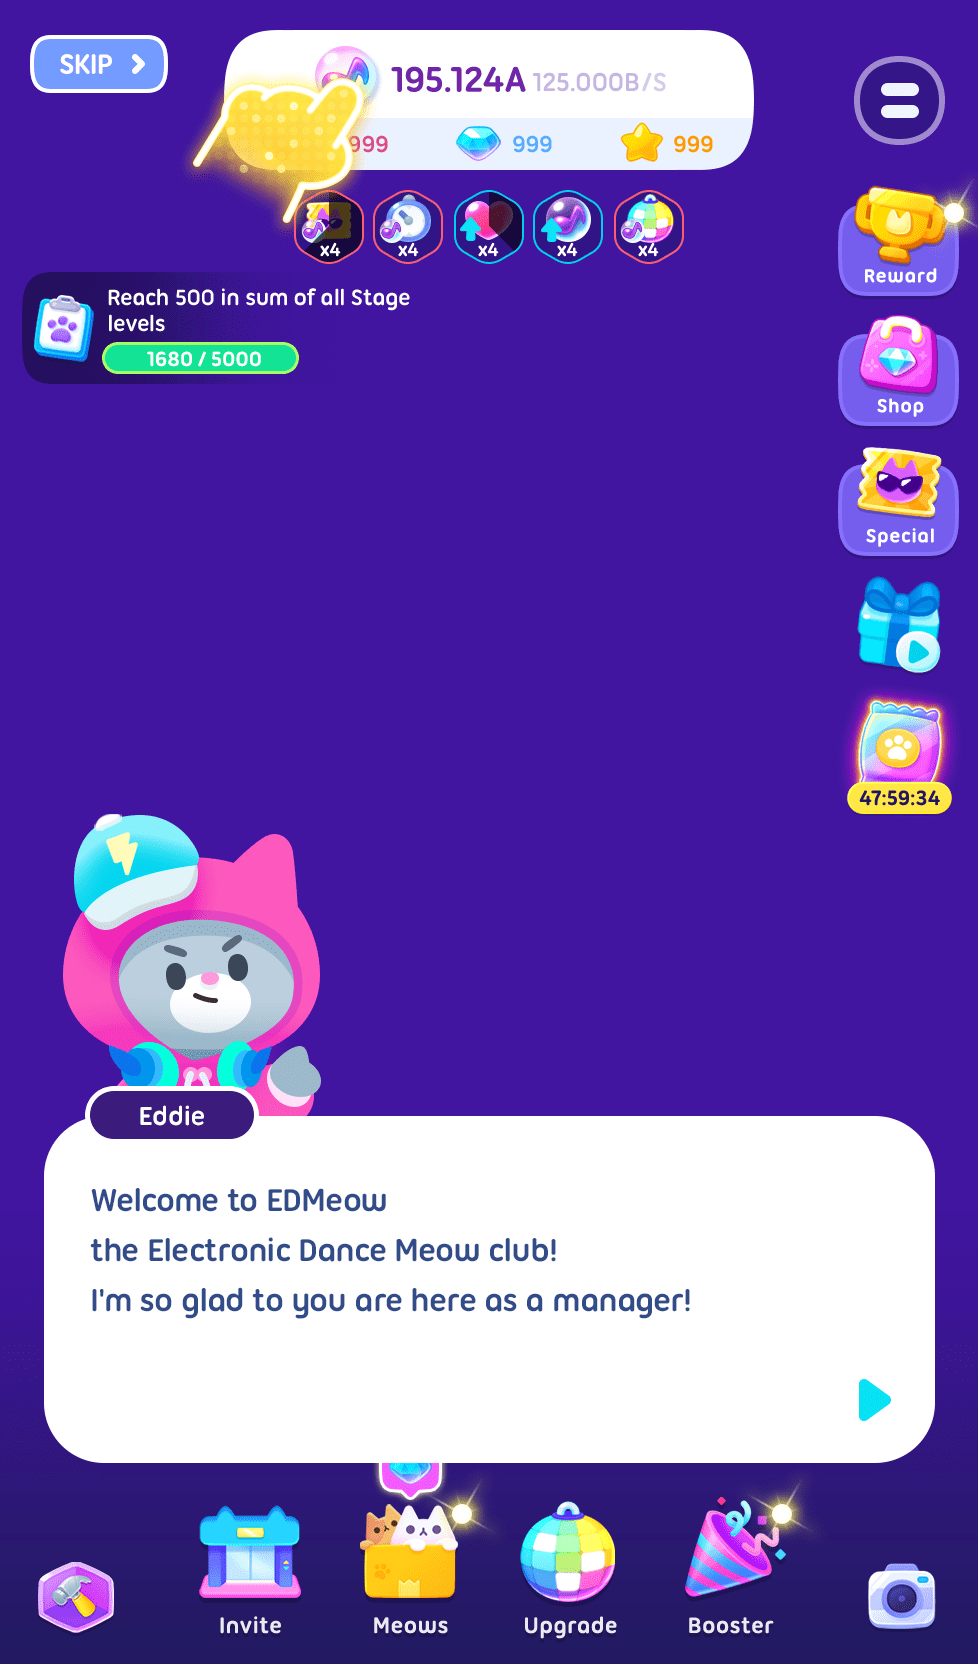 SKIP
195.124A 125.000B/S
999
999
999
x4
x4
x4
x4
x4
Reach 500 in sum of all Stage
levels
1680 / 5000
Reward
Shop
Special
47:59:34
Eddie
Welcome to EDMeow
the Electronic Dance Meow club!
I'm so glad to you are here as a manager!
Invite
Meows
Upgrade
Booster